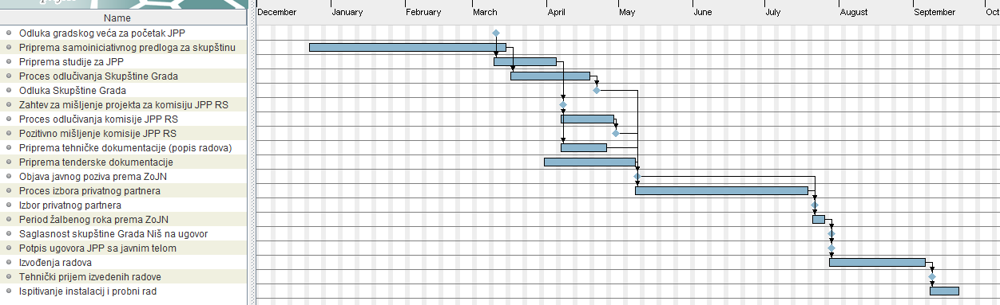 project
December January February March April May June July August September Oct
Name
Odluka gradskog veća za početak JPP
Priprema samoinicijativnog predloga za skupštinu
Priprema studije za JPP
Proces odlučivanja Skupštine Grada
Odluka Skupštine Grada
Zahtev za mišljenje projekta za komisiju JPP RS
Proces odlučivanja komisije JPP RS
Pozitivno mišljenje komisije JPP RS
Priprema tehničke dokumentacije (popis radova)
Priprema tenderske dokumentacije
Objava javnog poziva prema ZoJN
Proces izbora privatnog partnera
Izbor privatnog partnera
Period žalbenog roka prema ZoJN
Saglasnost skupštine Grada Niš na ugovor
Potpis ugovora JPP sa javnim telom
Izvođenja radova
Tehnički prijem izvedenih radove
Ispitivanje instalacij i probni rad